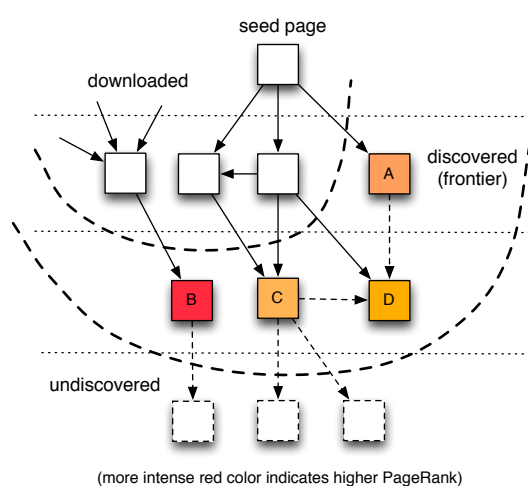 seed page
downloaded
A
discovered
(frontier)
B
C
D
undiscovered
(more intense red color indicates higher PageRank)